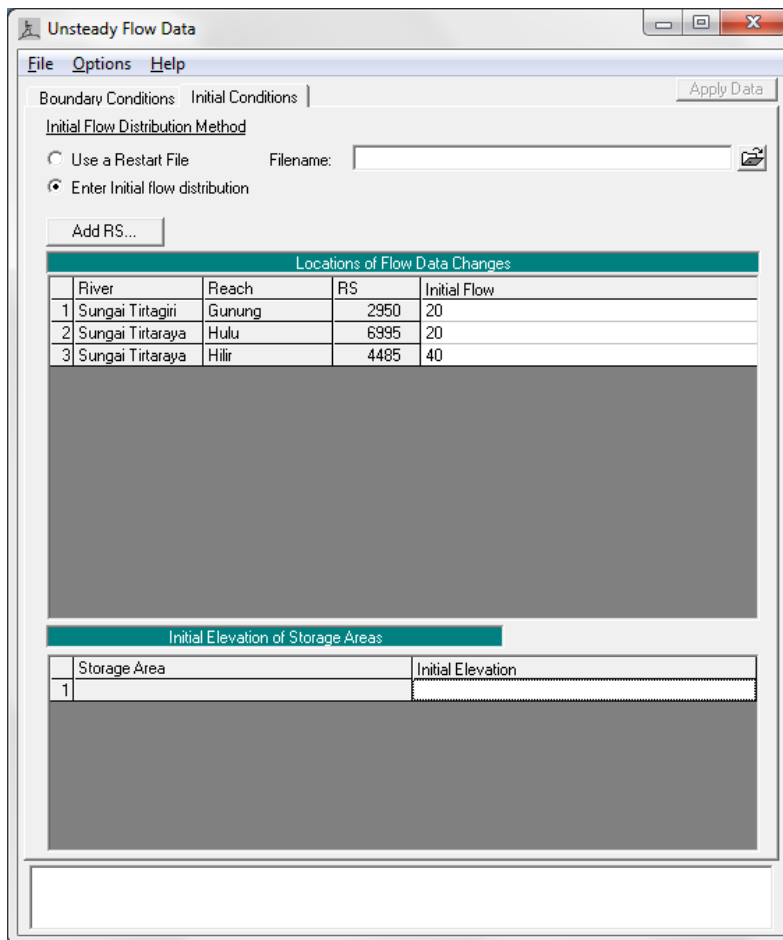 Unsteady Flow Data
File Options Help
Boundary Conditions Initial Conditions Apply Data
Initial Flow Distribution Method
Use a Restart File Filename:
Enter Initial flow distribution
Add RS...
Locations of Flow Data Changes
River Reach RS Initial Flow
1 Sungai Tirtagiri Gunung 2950 20
2 Sungai Tirtaraya Hulu 6995 20
3 Sungai Tirtaraya Hilir 4485 40
Initial Elevation of Storage Areas
Storage Area Initial Elevation
1